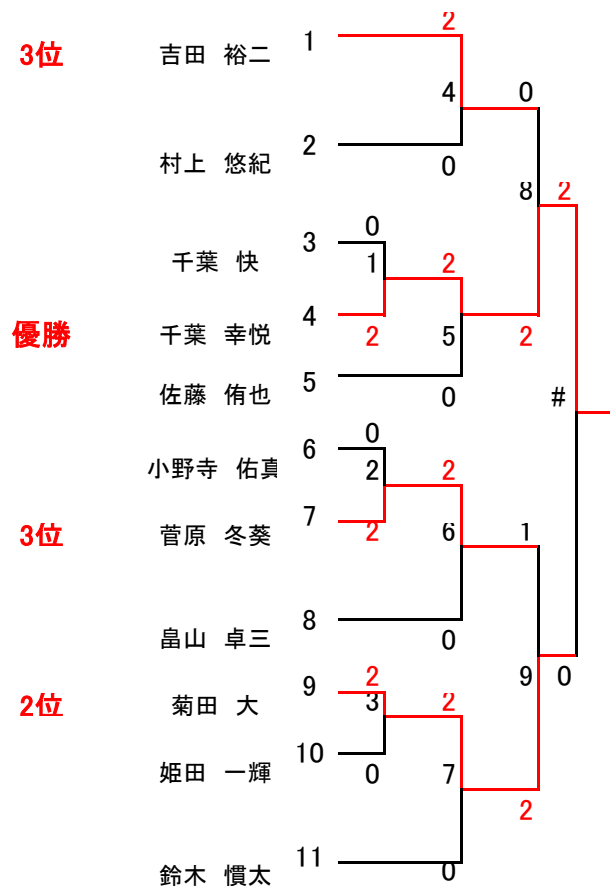 2
3位 吉田 裕二 1
4 0
村上 悠紀 2
0
8 2
0
千葉 快 3
1 2
優勝 千葉 幸悦 4
2 5 2
佐藤 侑也 5
0 #
0
小野寺 佑真 6
2 2
3位 菅原 冬葵 7
2 6 1
畠山 卓三 8
0
9 0
2
2位 菊田 大 9
3 2
姫田 一輝 10
0 7
2
鈴木 慣太 11
0